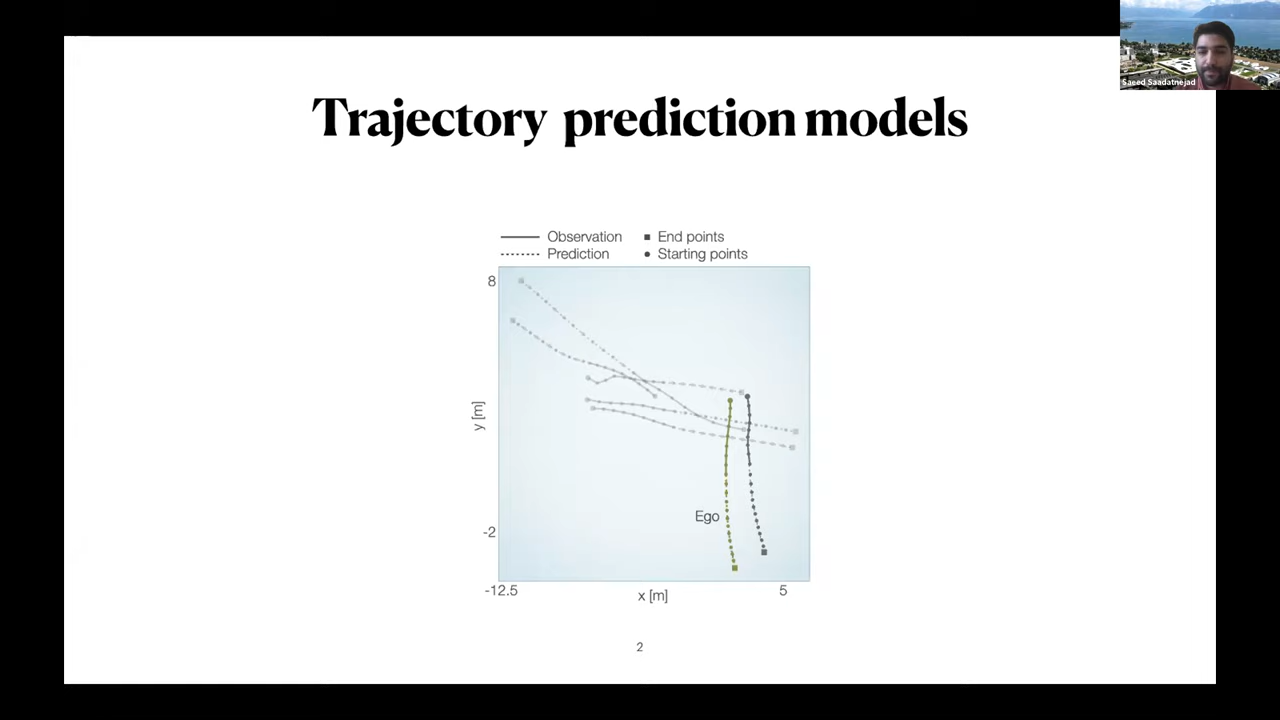 Saeed Saadatnejad
Trajectory prediction models
Observation
End points
Prediction
Starting points
8
y [m]
Ego
-2
-12.5
5
x [m]
2